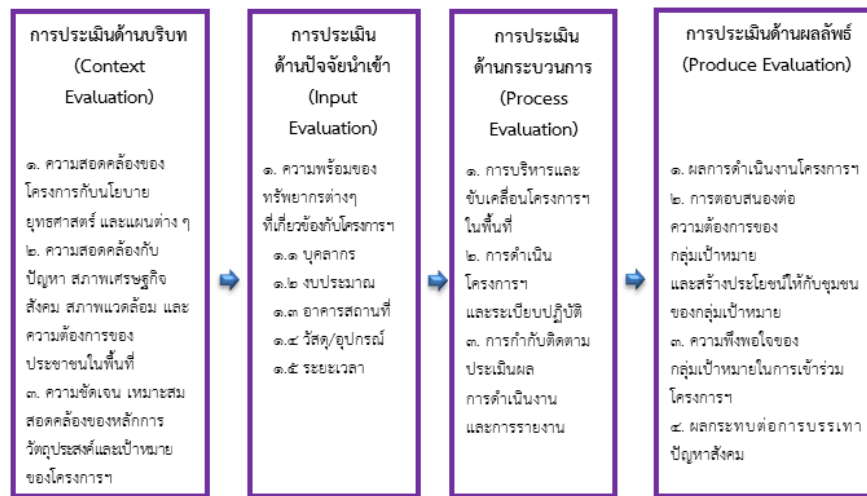 การประเมินด้านบริบท
(Context
Evaluation)
๑. ความสอดคล้องของ
โครงการกับนโยบาย
ยุทธศาสตร์ และแผนต่าง ๆ
๒. ความสอดคล้องกับ
ปัญหา สภาพเศรษฐกิจ
สังคม สภาพแวดล้อม และ
ความต้องการของ
ประชาชนในพื้นที่
๓. ความชัดเจน เหมาะสม
สอดคล้องของหลักการ
วัตถุประสงค์และเป้าหมาย
ของโครงการฯ
การประเมิน
ด้านปัจจัยนำเข้า
(Input
Evaluation)
๑. ความพร้อมของ
ทรัพยากรต่างๆ
ที่เกี่ยวข้องกับโครงการฯ
๑.๑ บุคลากร
๑.๒ งบประมาณ
๑.๓ อาคารสถานที่
๑.๔ วัสดุ/อุปกรณ์
๑.๕ ระยะเวลา
การประเมิน
ด้านกระบวนการ
(Process
Evaluation)
๑. การบริหารและ
ขับเคลื่อนโครงการฯ
ในพื้นที่
๒. การดำเนิน
โครงการฯ
และระเบียบปฏิบัติ
๓. การกำกับติดตาม
ประเมินผล
การดำเนินงาน
และการรายงาน
การประเมินด้านผลลัพธ์
(Produce Evaluation)
๑. ผลการดำเนินงานโครงการฯ
๒. การตอบสนองต่อ
ความต้องการของ
กลุ่มเป้าหมาย
และสร้างประโยชน์ให้กับชุมชน
ของกลุ่มเป้าหมาย
๓. ความพึงพอใจของ
กลุ่มเป้าหมายในการเข้าร่วม
โครงการฯ
๔. ผลกระทบต่อการบรรเทา
ปัญหาสังคม